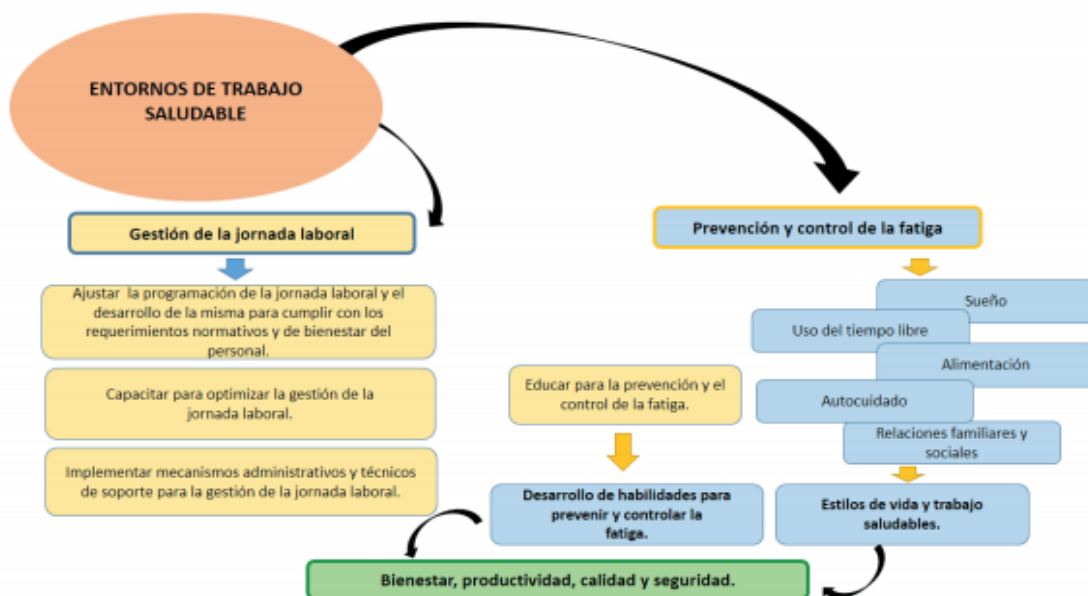 ENTORNOS DE TRABAJO
SALUDABLE
Gestión de la jornada laboral
Ajustar la programación de la jornada laboral y el
desarrollo de la misma para cumplir con los
requerimientos normativos y de bienestar del
personal.
Capacitar para optimizar la gestión de la
jornada laboral.
Implementar mecanismos administrativos y técnicos
de soporte para la gestión de la jornada laboral.
Prevención y control de la fatiga
Sueño
Uso del tiempo libre
Alimentación
Autocuidado
Relaciones familiares y
sociales
Educar para la prevención y el
control de la fatiga.
Desarrollo de habilidades para
prevenir y controlar la
fatiga.
Estilos de vida y trabajo
saludables.
Bienestar, productividad, calidad y seguridad.